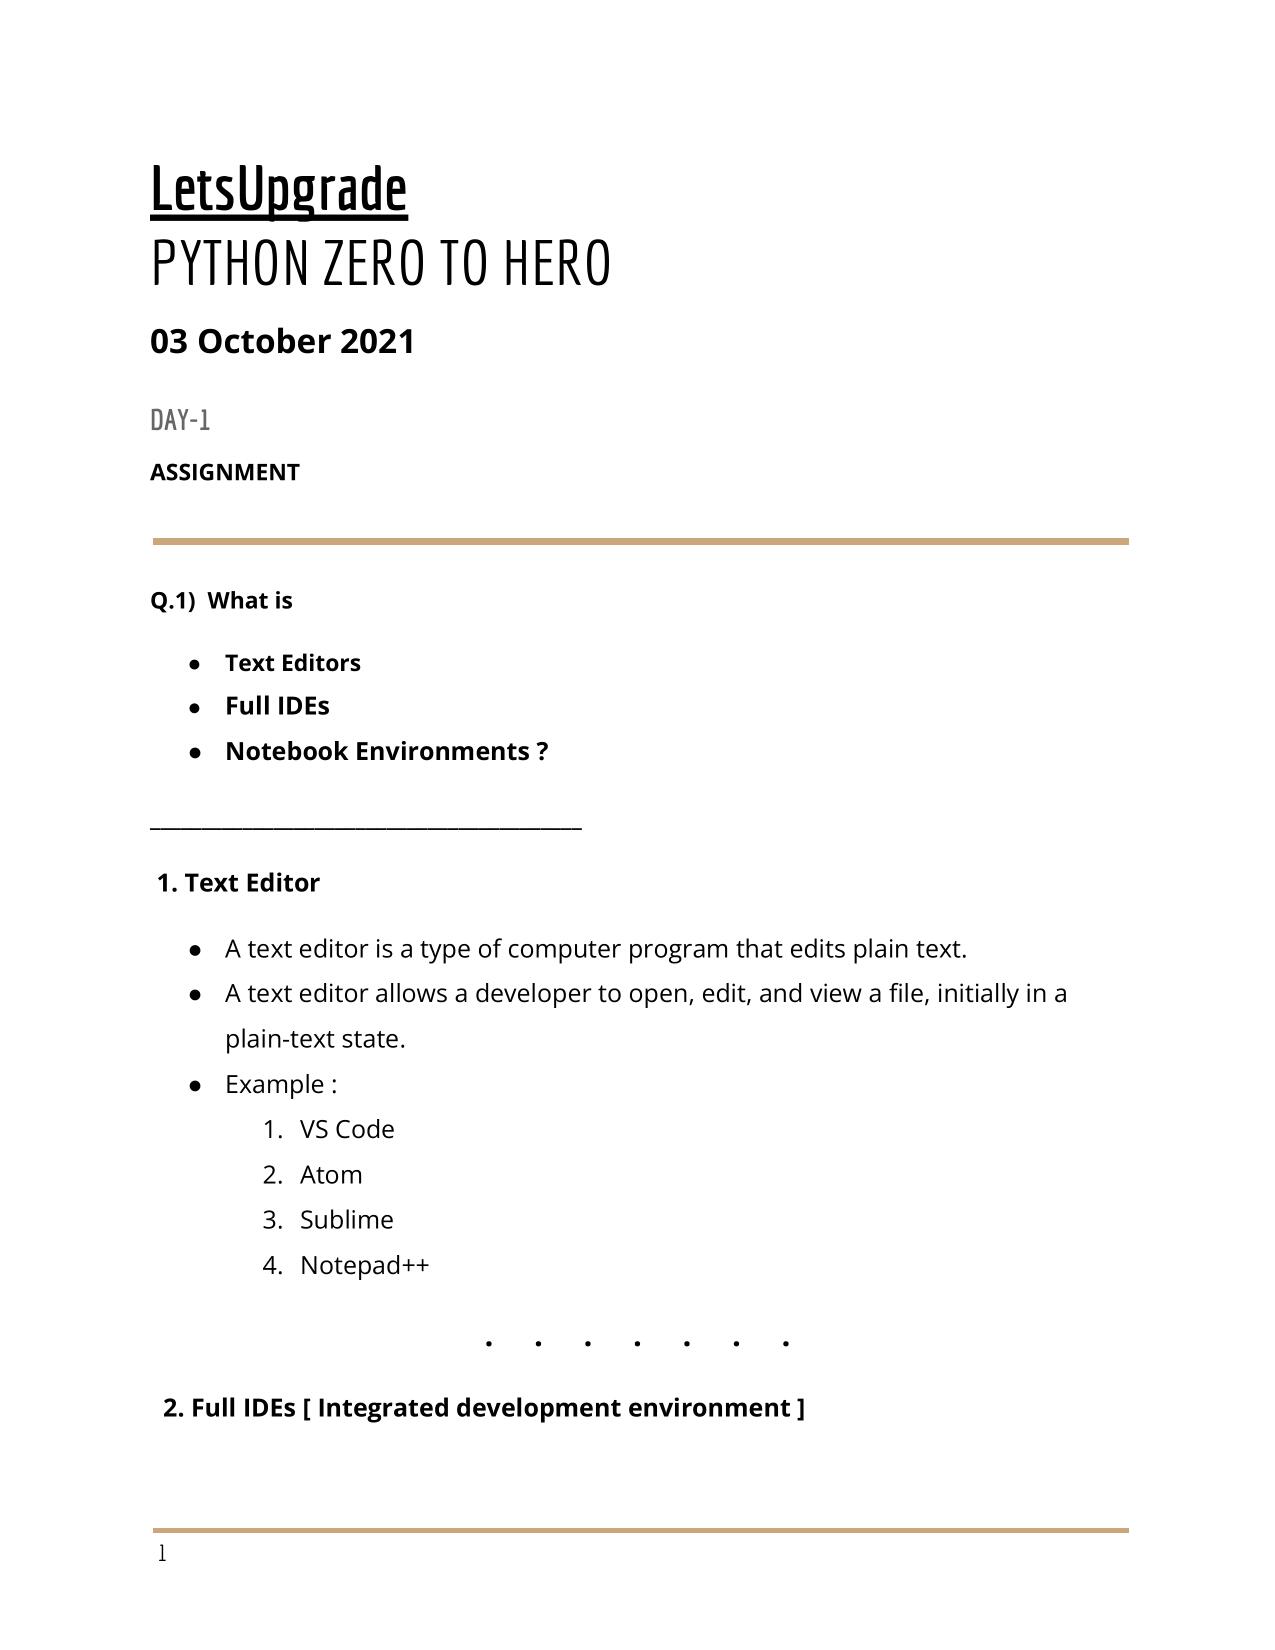 LetsUpgrade
PYTHON ZERO TO HERO
03 October 2021
DAY-1
ASSIGNMENT
Q.1) What is
● Text Editors
● Full IDEs
● Notebook Environments ?
__________________________________________
1. Text Editor
● A text editor is a type of computer program that edits plain text.
● A text editor allows a developer to open, edit, and view a file, initially in a
plain-text state.
● Example :
1. VS Code
2. Atom
3. Sublime
4. Notepad++
. . . . . . .
2. Full IDEs [ Integrated development environment ]
1